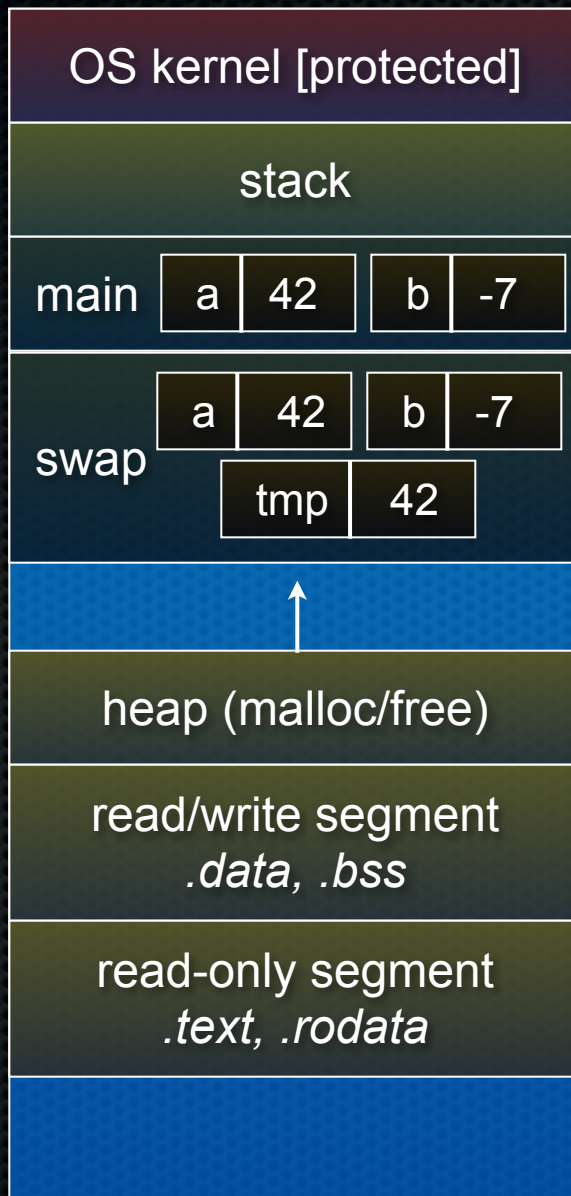 OS kernel [protected]
stack
main a 42 b -7
a 42 b -7
swap
tmp 42
heap (malloc/free)
read/write segment
.data, .bss
read-only segment
.text, .rodata